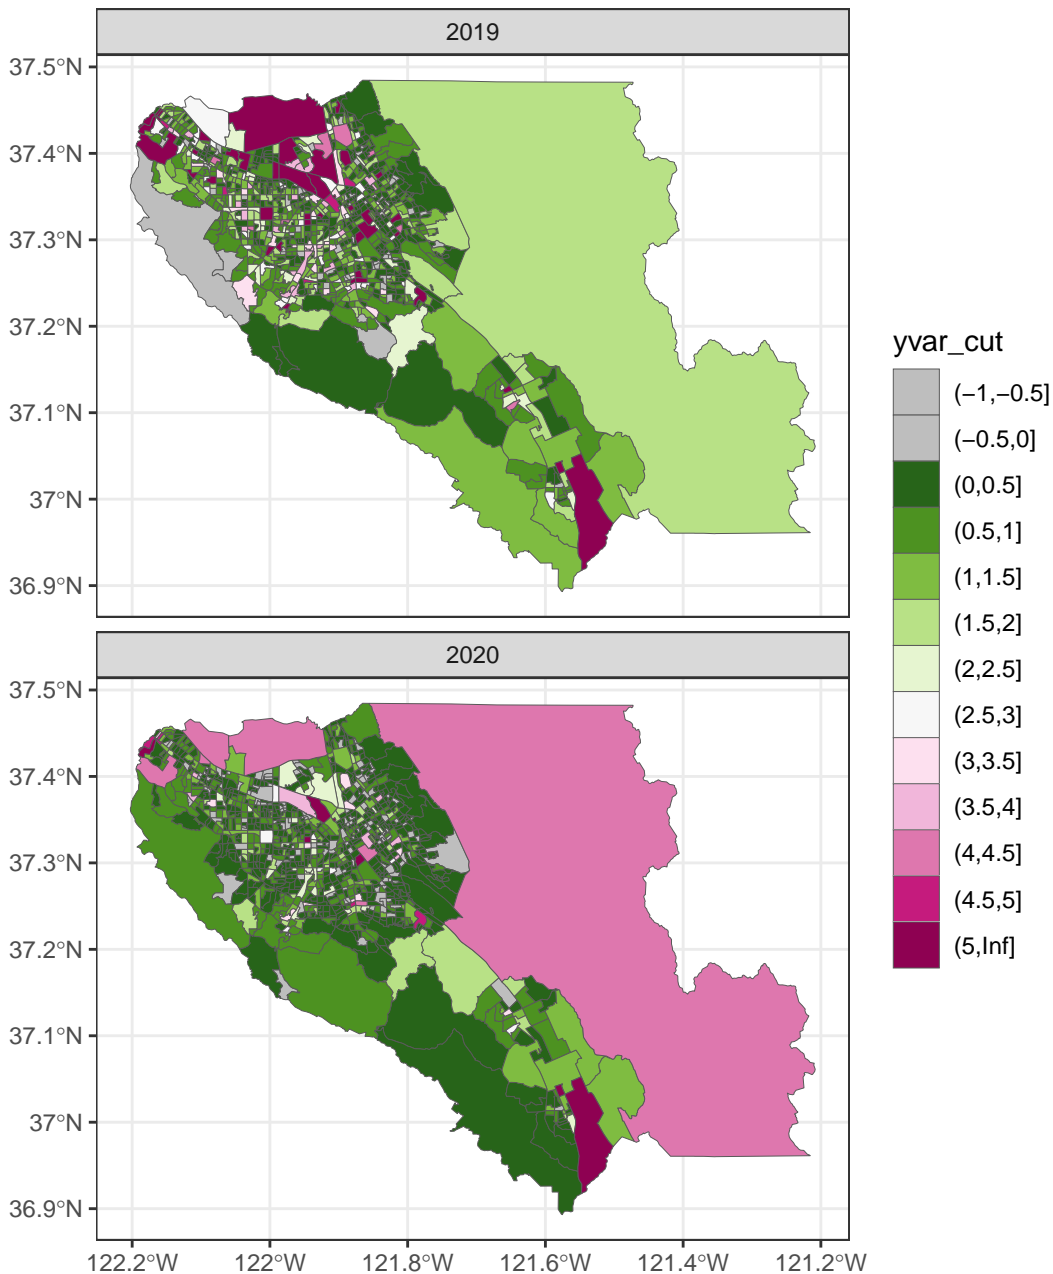 2019
37.5°N
37.4°N
37.3°N
37.2°N
37.1°N
37°N
36.9°N
2020
37.5°N
37.4°N
37.3°N
37.2°N
37.1°N
37°N
36.9°N
122.2°W 122°W 121.8°W 121.6°W 121.4°W 121.2°W
yvar_cut
(−1,−0.5]
(−0.5,0]
(0,0.5]
(0.5,1]
(1,1.5]
(1.5,2]
(2,2.5]
(2.5,3]
(3,3.5]
(3.5,4]
(4,4.5]
(4.5,5]
(5,Inf]